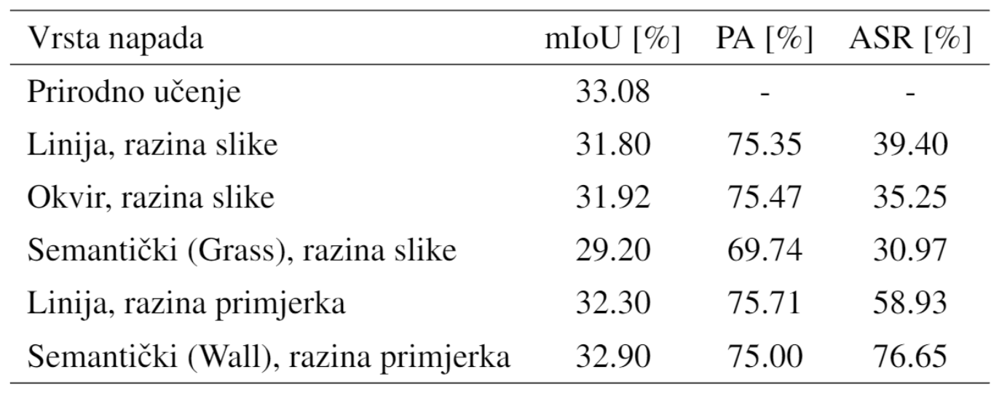 Vrsta napada mIoU [%] PA [%] ASR [%]
Prirodno učenje 33.08 - -
Linija, razina slike 31.80 75.35 39.40
Okvir, razina slike 31.92 75.47 35.25
Semantički (Grass), razina slike 29.20 69.74 30.97
Linija, razina primjerka 32.30 75.71 58.93
Semantički (Wall), razina primjerka 32.90 75.00 76.65